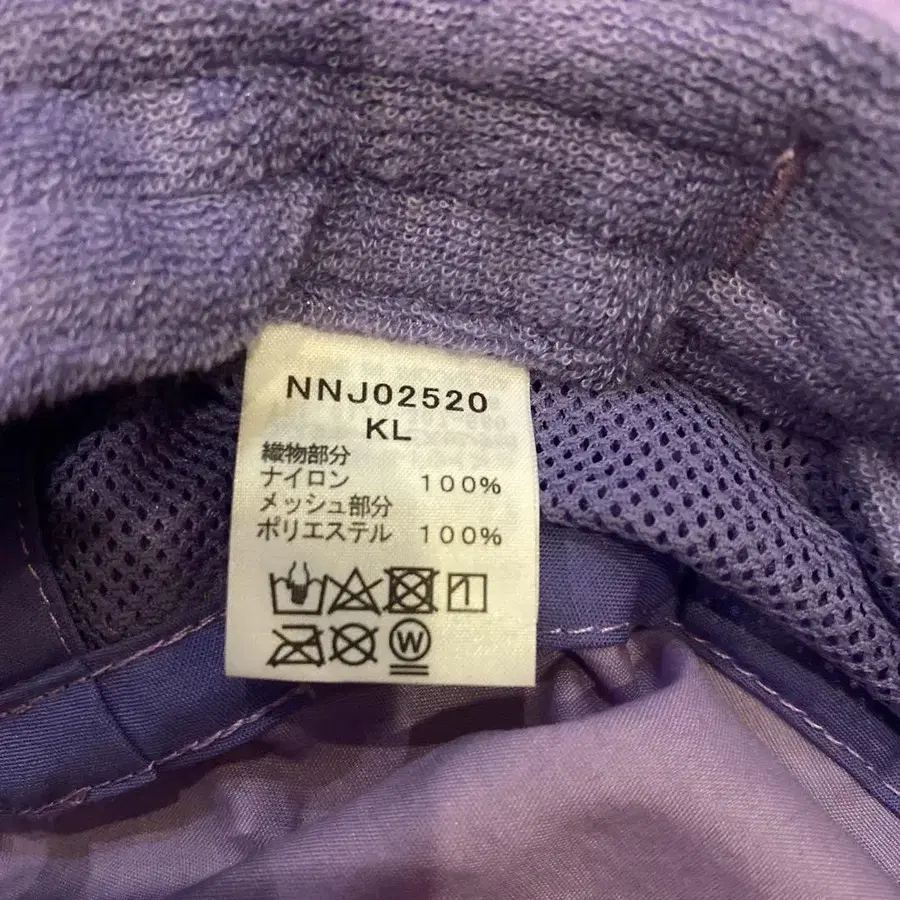 NNJ02520
KL
織物部分
ナイロン 100%
メッシュ部分
ポリエステル 100%
W